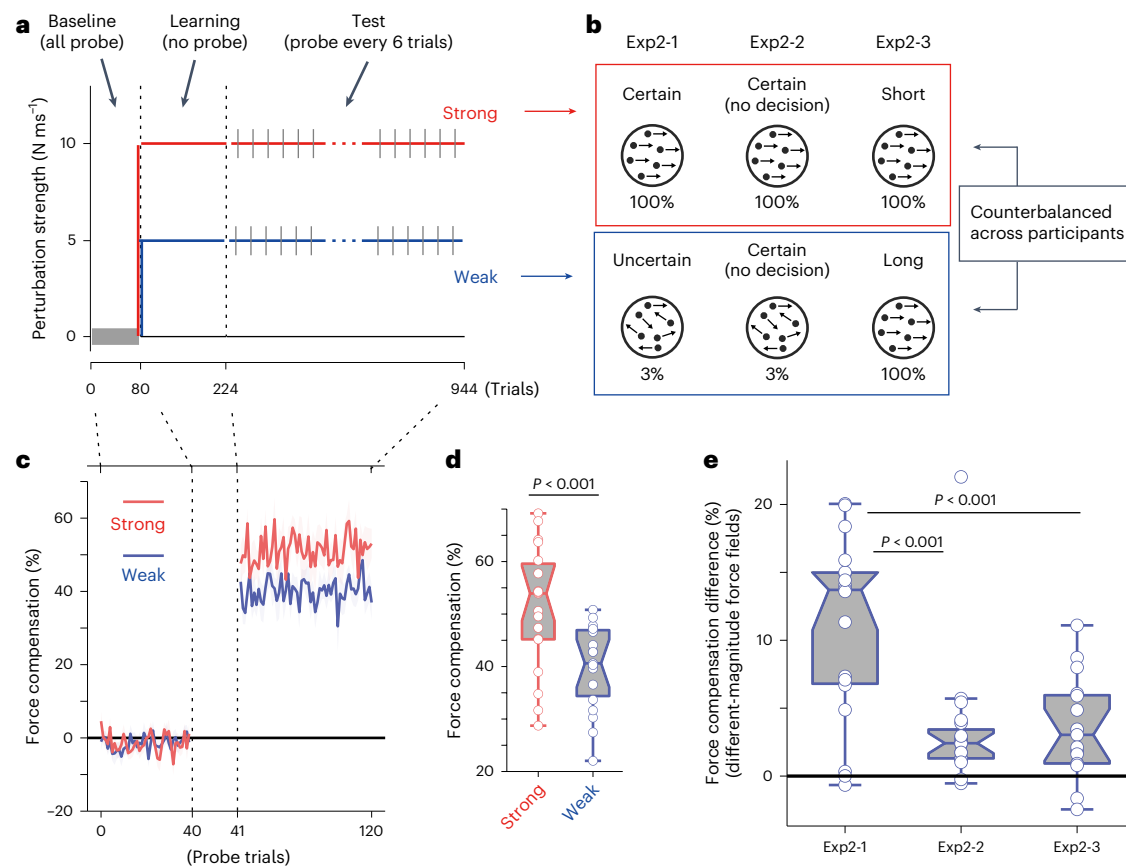 a
Baseline
(all probe)
Learning
(no probe)
Test
(probe every 6 trials)
Perturbation strength (N ms⁻¹)
10
5
0
Strong
Weak
0
80
224
944
(Trials)
b
Exp2-1
Exp2-2
Exp2-3
Certain
Certain
(no decision)
Short
100%
100%
100%
Uncertain
Certain
(no decision)
Long
3%
3%
100%
Counterbalanced
across participants
c
Force compensation (%)
60
40
20
0
–20
Strong
Weak
0
40
41
120
(Probe trials)
d
P < 0.001
Force compensation (%)
60
40
20
Strong
Weak
e
Force compensation difference (%)
(different-magnitude force fields)
20
10
0
P < 0.001
P < 0.001
Exp2-1
Exp2-2
Exp2-3